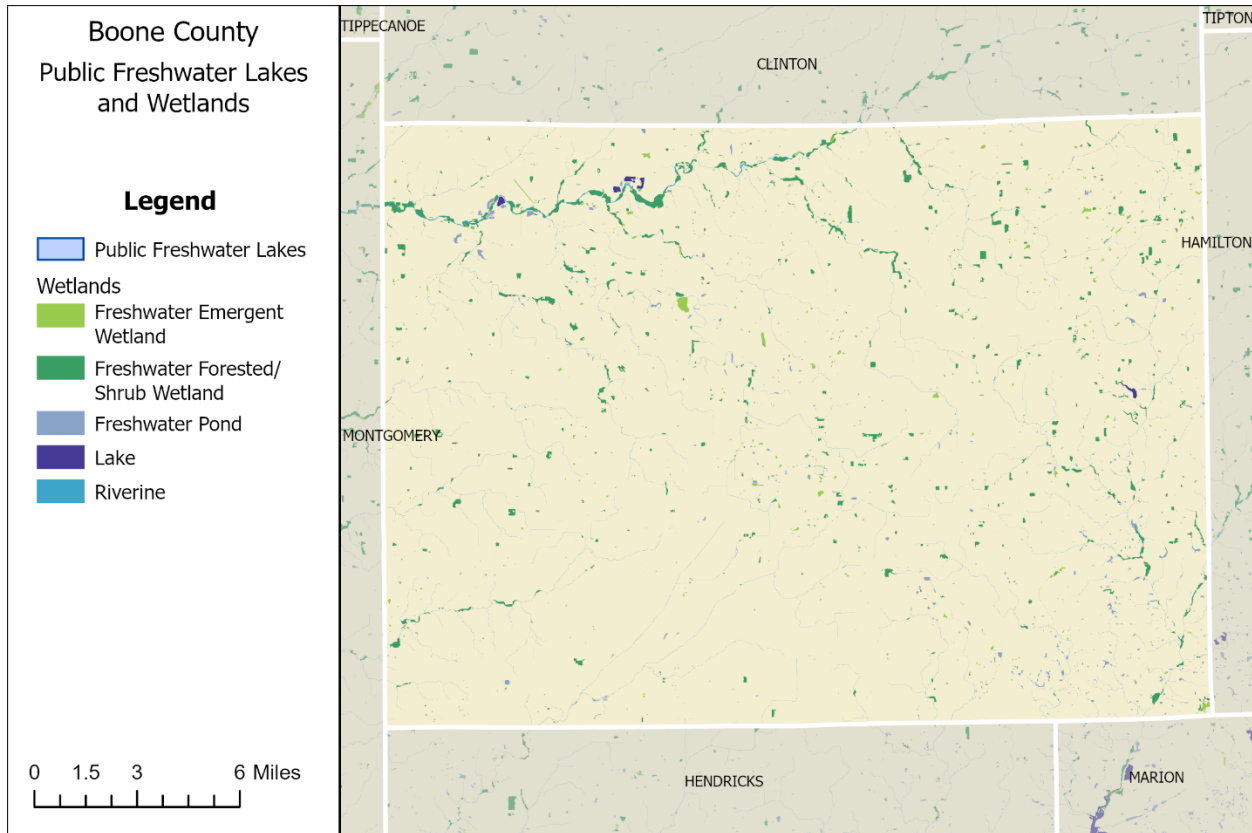 Boone County
Public Freshwater Lakes
and Wetlands
Legend
Public Freshwater Lakes
Wetlands
Freshwater Emergent
Wetland
Freshwater Forested/
Shrub Wetland
Freshwater Pond
Lake
Riverine
0 1.5 3 6 Miles
TIPPECANOE
TIPTON
CLINTON
HAMILTON
MONTGOMERY
HENDRICKS
MARION